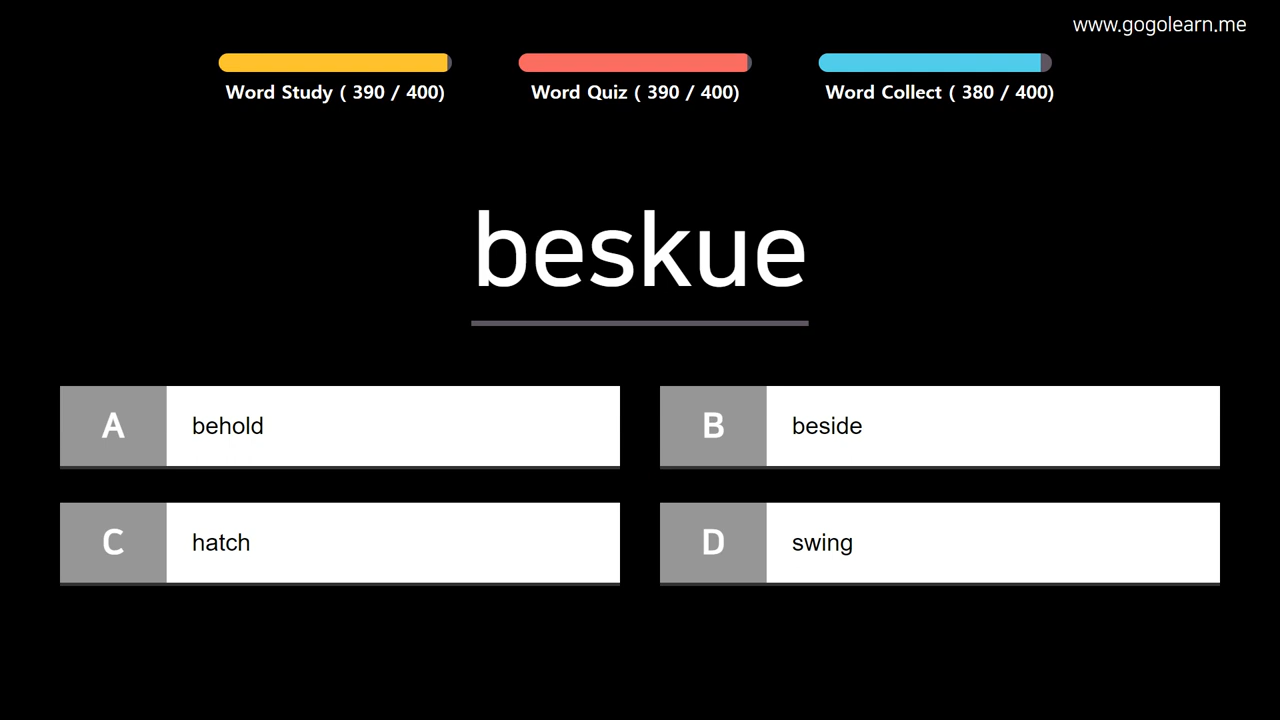 www.gogolearn.me
Word Study ( 390 / 400)
Word Quiz ( 390 / 400)
Word Collect ( 380 / 400)
beskue
A
behold
B
beside
C
hatch
D
swing